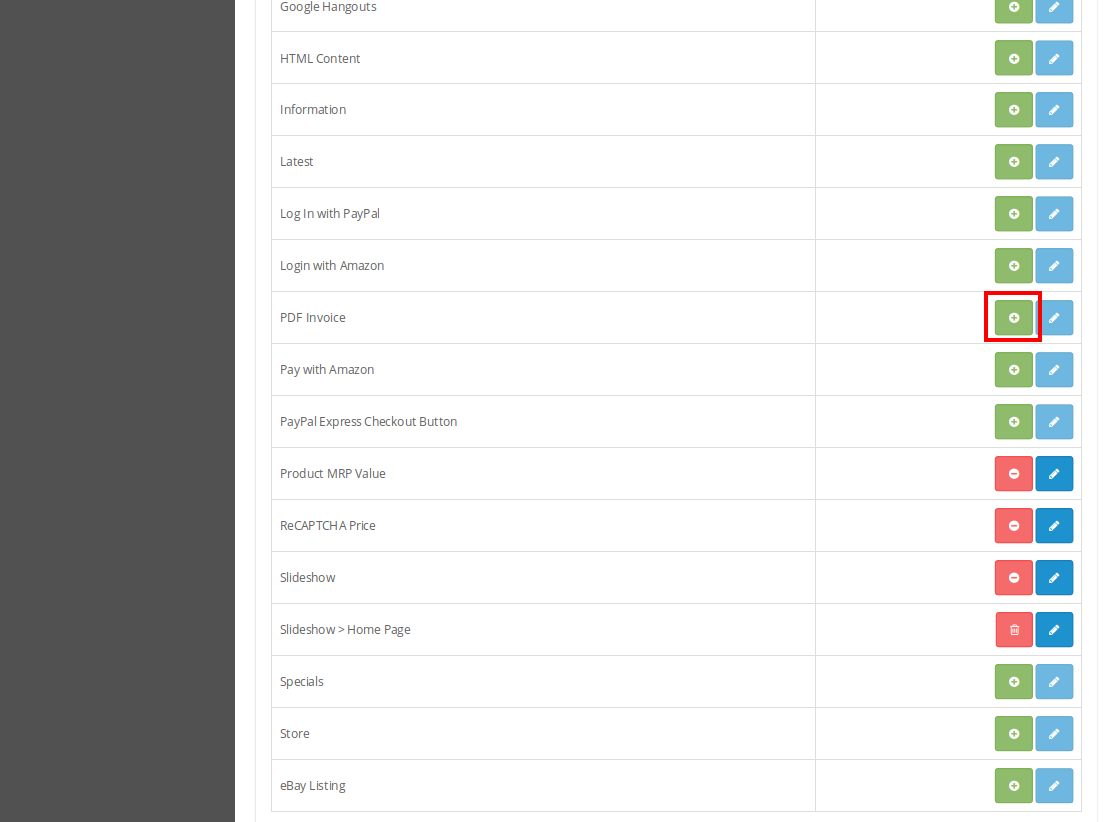 Google Hangouts
HTML Content
Information
Latest
Log In with PayPal
Login with Amazon
PDF Invoice
Pay with Amazon
PayPal Express Checkout Button
Product MRP Value
ReCAPTCHA Price
Slideshow
Slideshow > Home Page
Specials
Store
eBay Listing